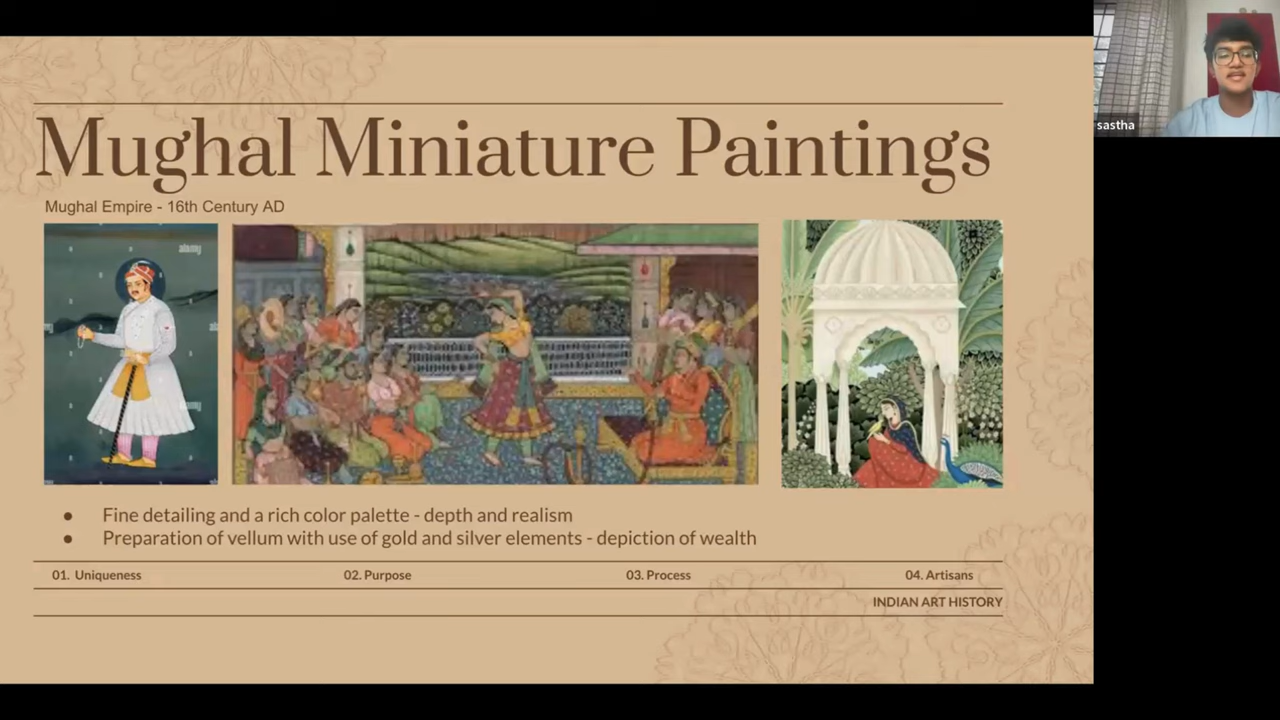 Mughal Miniature Paintings
Mughal Empire - 16th Century AD
alamy
alamy
● Fine detailing and a rich color palette - depth and realism
● Preparation of vellum with use of gold and silver elements - depiction of wealth
01. Uniqueness
02. Purpose
03. Process
04. Artisans
INDIAN ART HISTORY
sastha